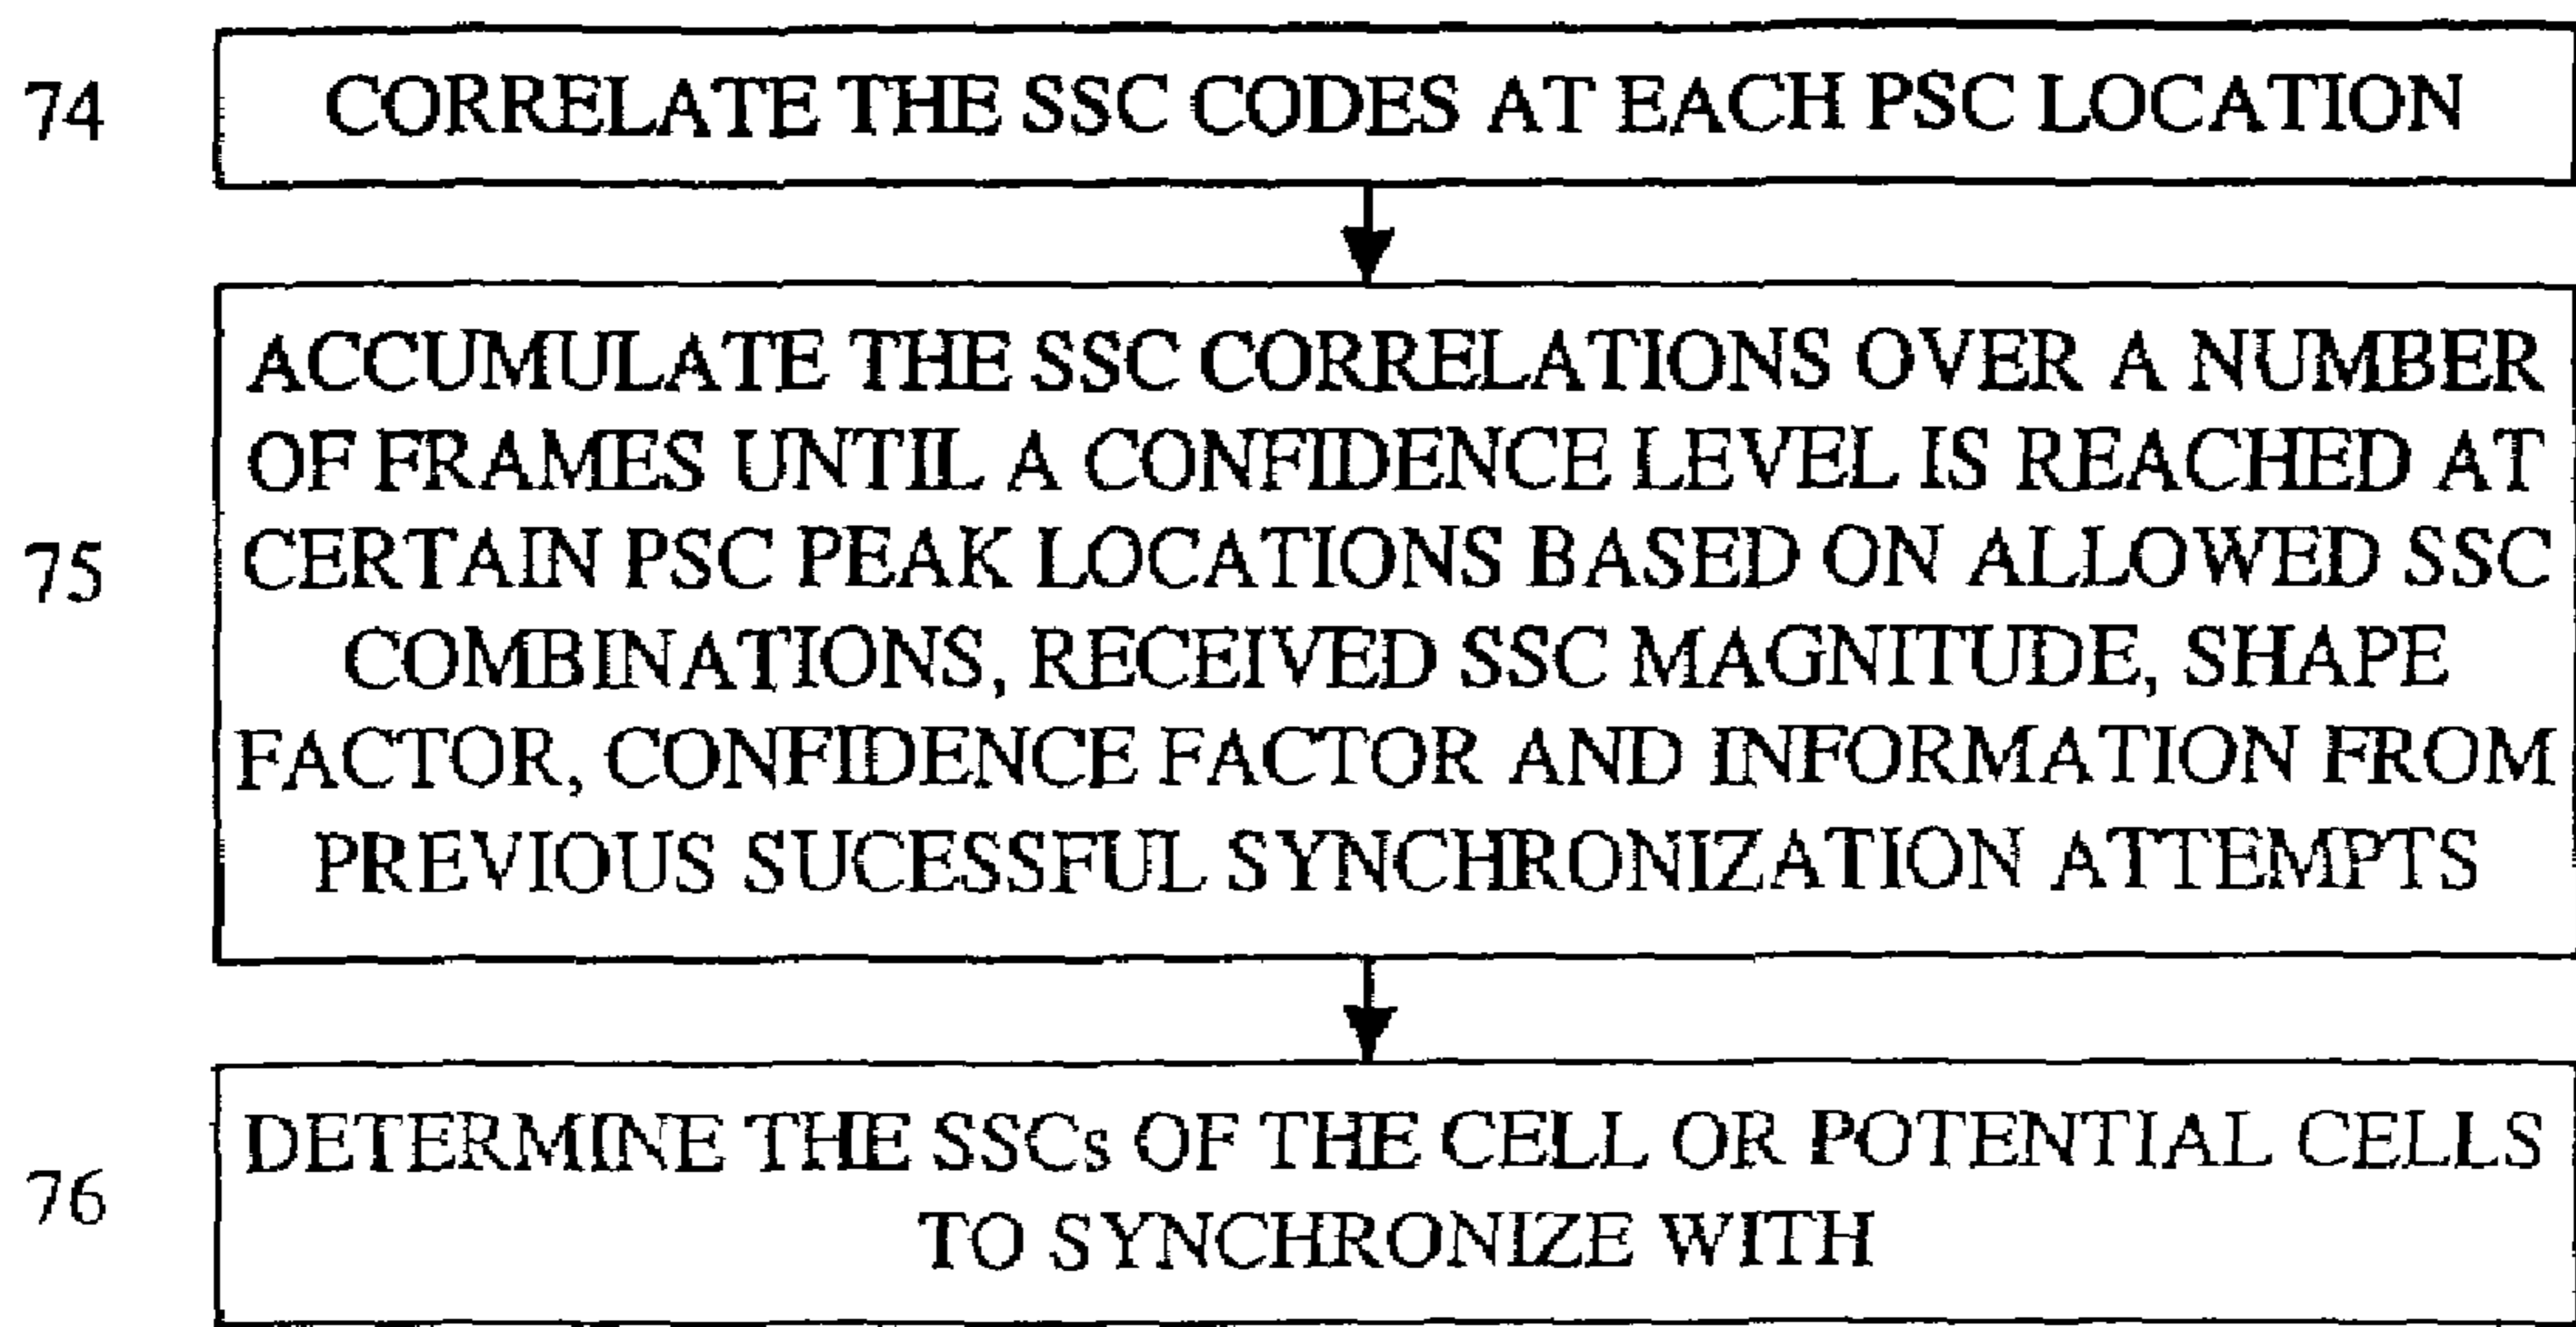 74
CORRELATE THE SSC CODES AT EACH PSC LOCATION
75
ACCUMULATE THE SSC CORRELATIONS OVER A NUMBER
OF FRAMES UNTIL A CONFIDENCE LEVEL IS REACHED AT
CERTAIN PSC PEAK LOCATIONS BASED ON ALLOWED SSC
COMBINATIONS, RECEIVED SSC MAGNITUDE, SHAPE
FACTOR, CONFIDENCE FACTOR AND INFORMATION FROM
PREVIOUS SUCESSFUL SYNCHRONIZATION ATTEMPTS
76
DETERMINE THE SSCs OF THE CELL OR POTENTIAL CELLS
TO SYNCHRONIZE WITH